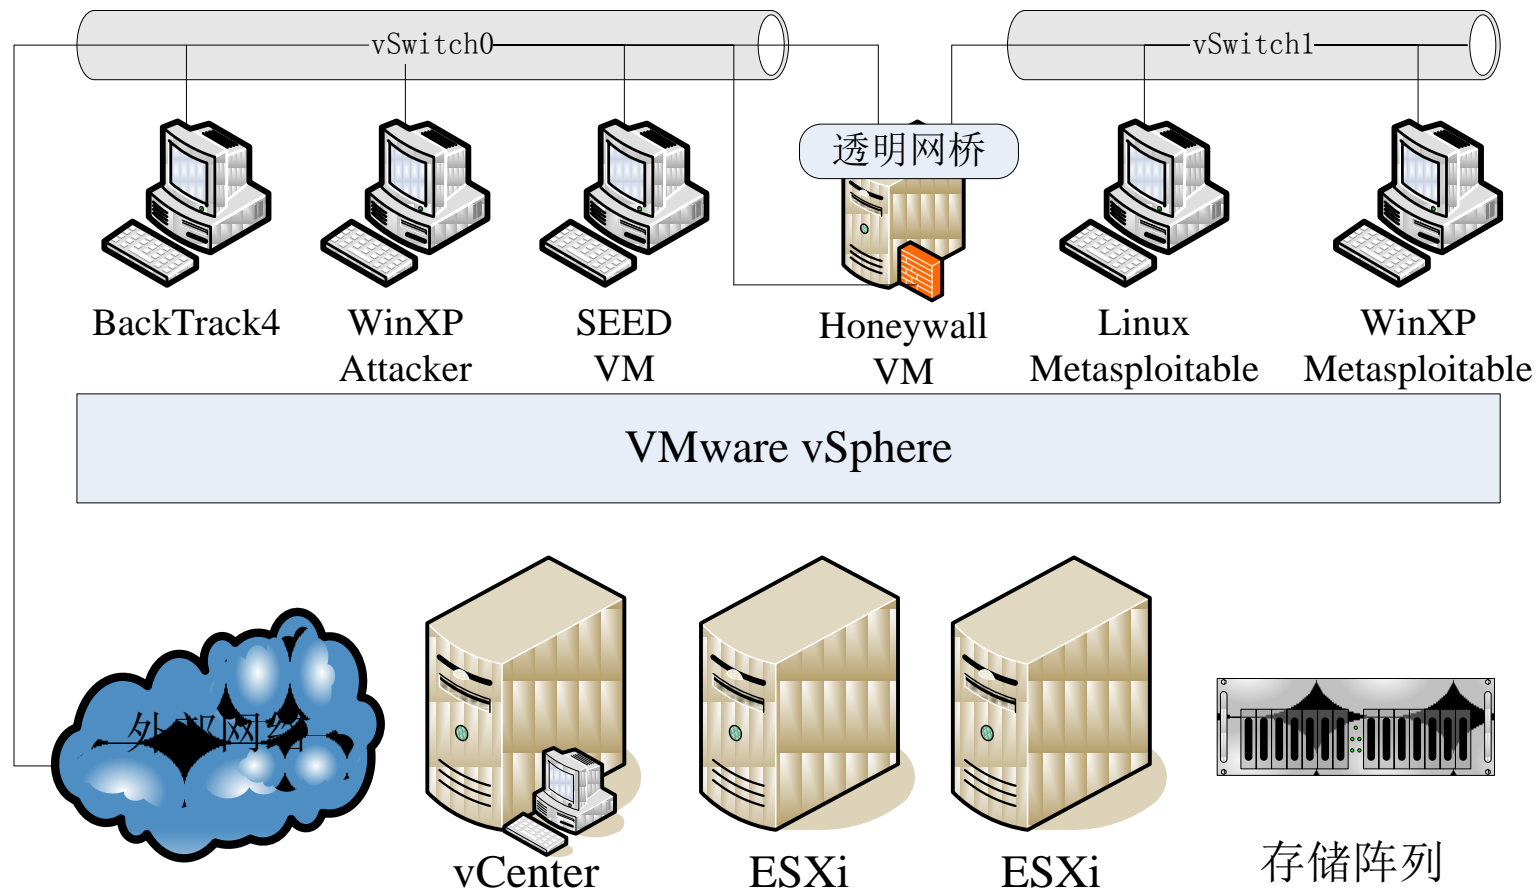 vSwitch0
vSwitch1
透明网桥
BackTrack4
WinXP
Attacker
SEED
VM
Honeywall
VM
Linux
Metasploitable
WinXP
Metasploitable
VMware vSphere
外部网络
vCenter
ESXi
ESXi
存储阵列